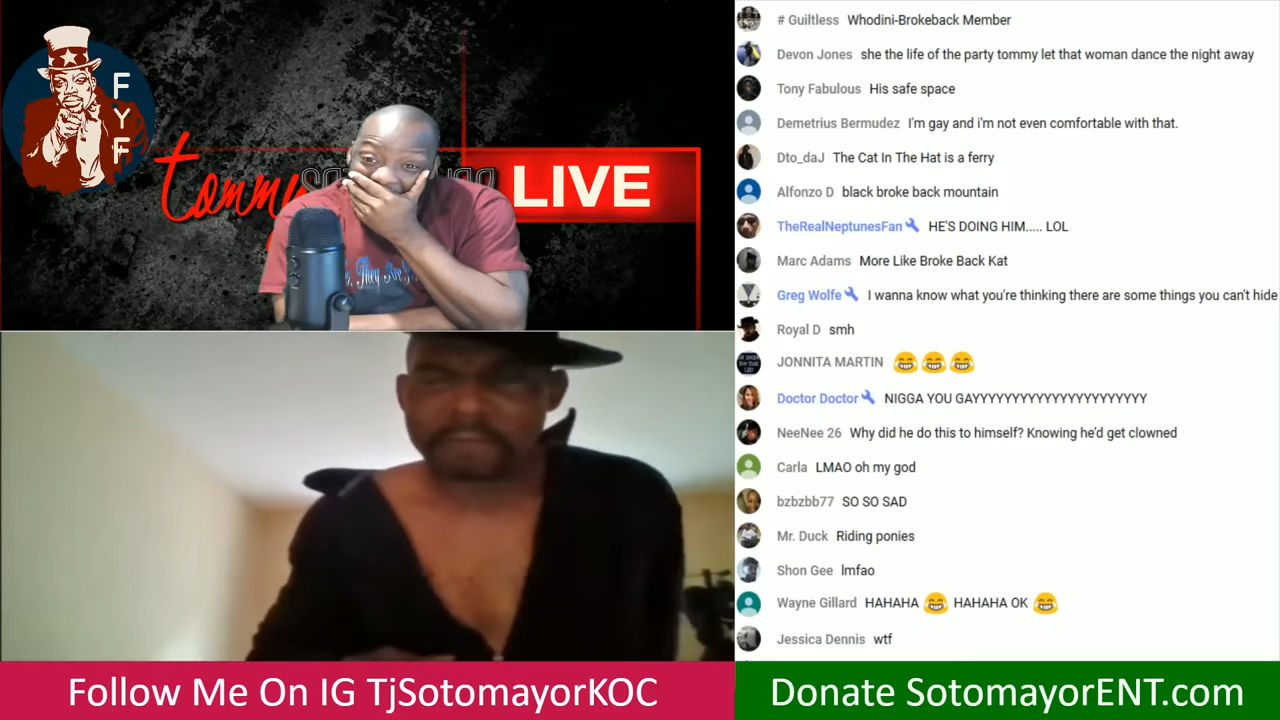 F
Y
F
tommy
LIVE
# Guiltless Whodini-Brokeback Member
Devon Jones she the life of the party tommy let that woman dance the night away
Tony Fabulous His safe space
Demetrius Bermudez I'm gay and i'm not even comfortable with that.
Dto_daJ The Cat In The Hat is a ferry
Alfonzo D black broke back mountain
TheRealNeptunesFan HE'S DOING HIM..... LOL
Marc Adams More Like Broke Back Kat
Greg Wolfe I wanna know what you're thinking there are some things you can't hide
Royal D smh
JONNITA MARTIN 😂😂😂
Doctor Doctor NIGGA YOU GAYYYYYYYYYYYYYYYYYYYYYY
NeeNee 26 Why did he do this to himself? Knowing he'd get clowned
Carla LMAO oh my god
bzbzbb77 SO SO SAD
Mr. Duck Riding ponies
Shon Gee lmfao
Wayne Gillard HAHAHA 😂 HAHAHA OK 😂
Jessica Dennis wtf
Follow Me On IG TjSotomayorKOC
Donate SotomayorENT.com